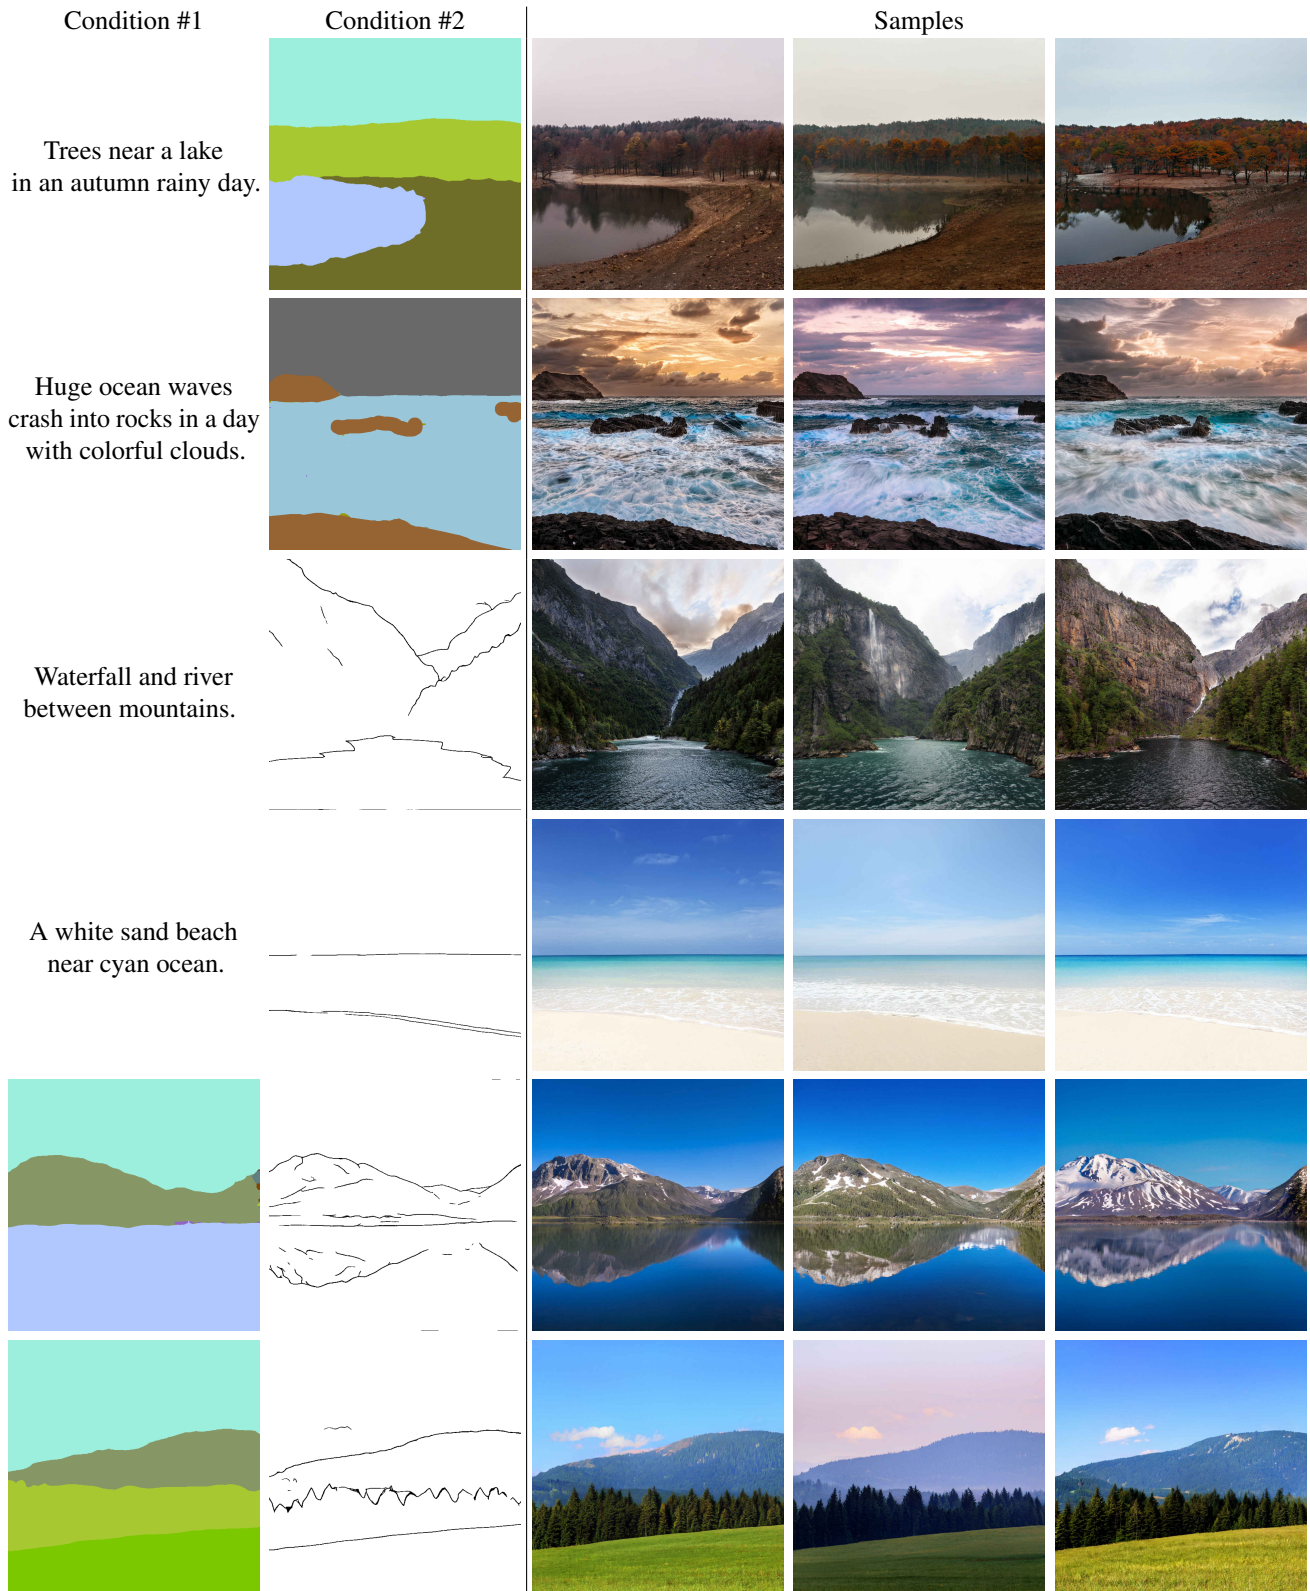 Condition #1
Condition #2
Samples
Trees near a lake
in an autumn rainy day.
Huge ocean waves
crash into rocks in a day
with colorful clouds.
Waterfall and river
between mountains.
A white sand beach
near cyan ocean.